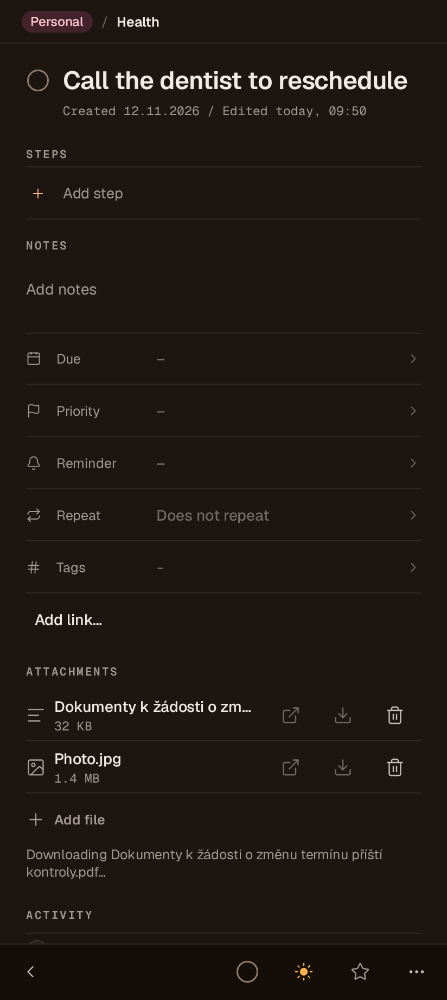 Personal / Health
Call the dentist to reschedule
Created 12.11.2026 / Edited today, 09:50
STEPS
+ Add step
NOTES
Add notes
Due –
Priority –
Reminder –
Repeat Does not repeat
Tags –
Add link...
ATTACHMENTS
Dokumenty k žádosti o zm...
32 KB
Photo.jpg
1.4 MB
+ Add file
Downloading Dokumenty k žádosti o změnu termínu příští
kontroly.pdf...
ACTIVITY